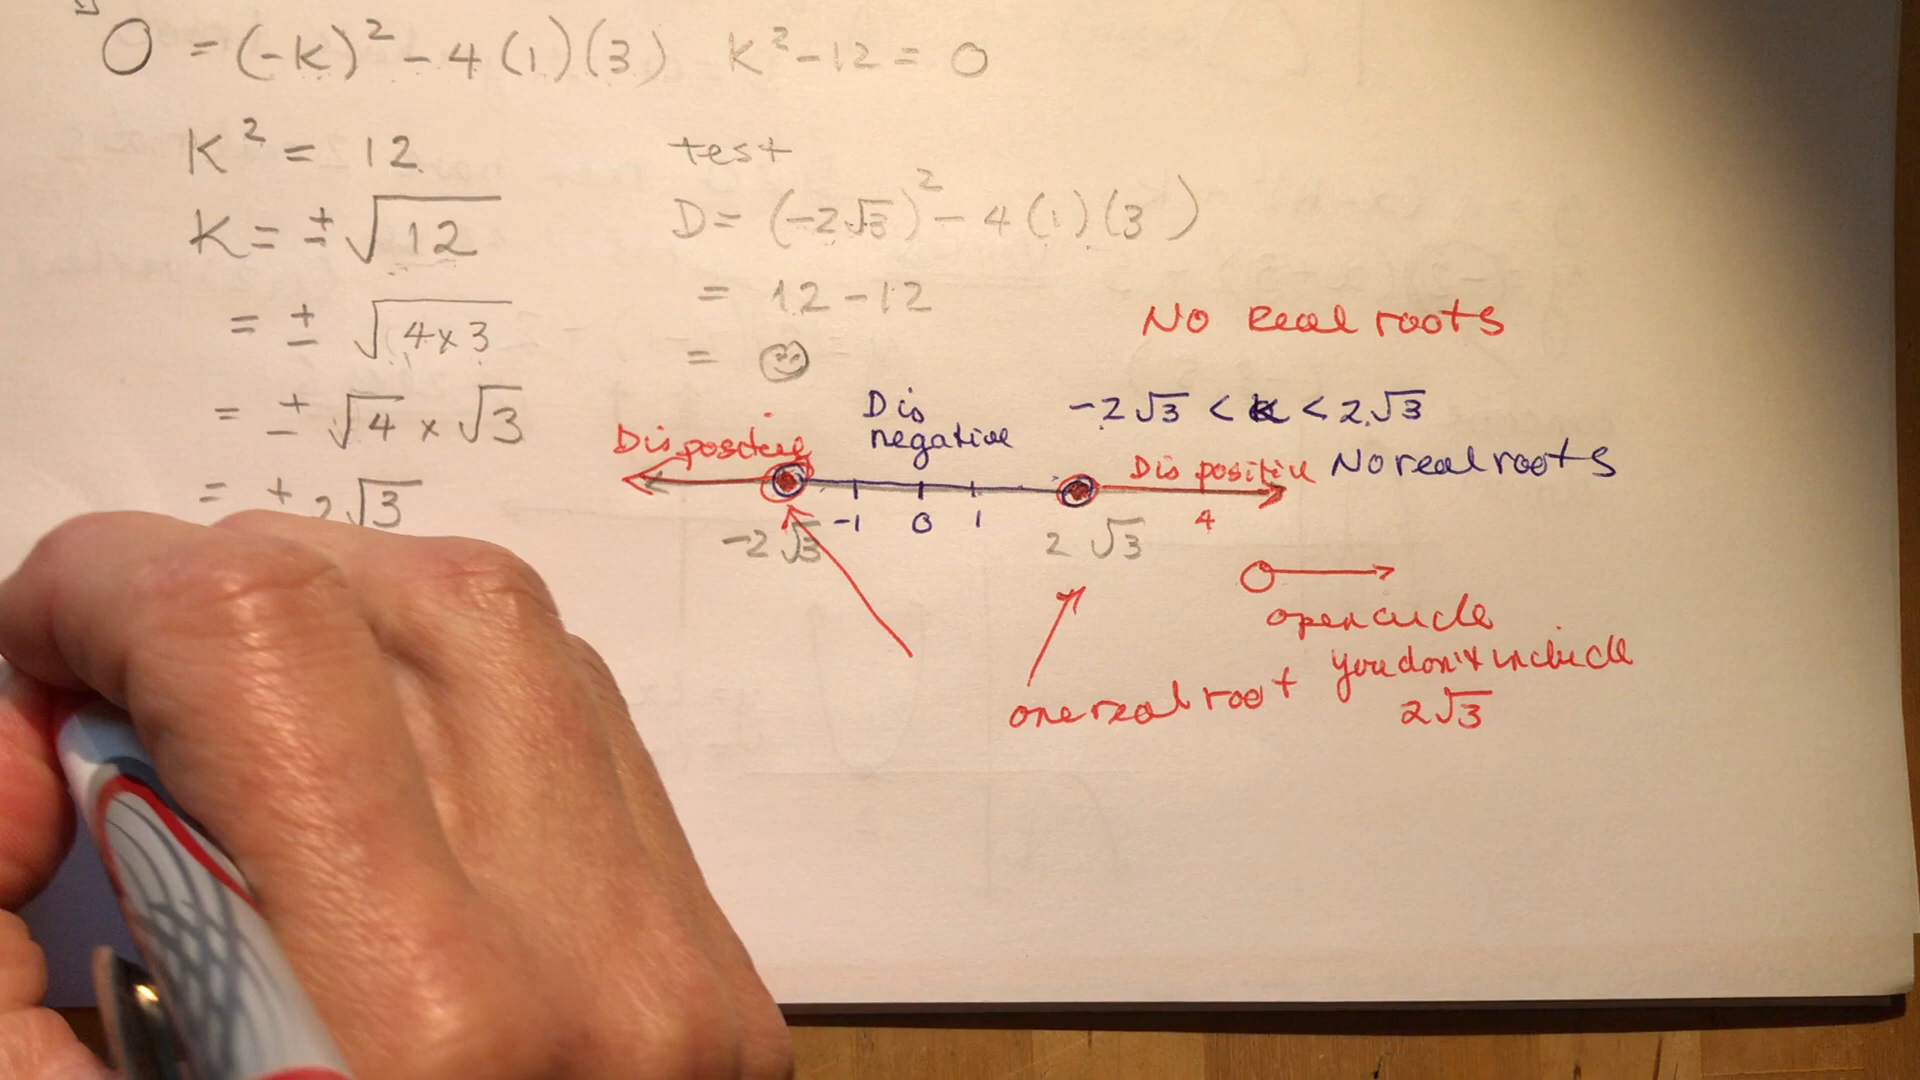 0 = (-K)² - 4(1)(3) K² - 12 = 0
K² = 12
K = ± √12
= ± √4x3
= ± √4 x √3
= ± 2√3
test
D = (-2√3)² - 4(1)(3)
= 12 - 12
=
No real roots
D is negative
-2√3 < K < 2√3
D is positive
D is positive
No real roots
-2√3 -1 0 1 2√3 4
open circle
you don't include
2√3
one real root